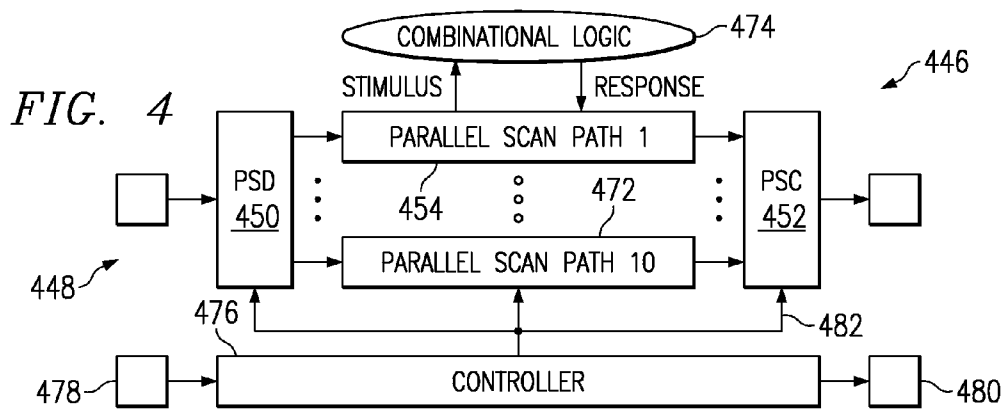 COMBINATIONAL LOGIC
474
446
STIMULUS
RESPONSE
FIG. 4
PSD
450
PARALLEL SCAN PATH 1
PSC
452
454
472
448
PARALLEL SCAN PATH 10
476
482
478
CONTROLLER
480